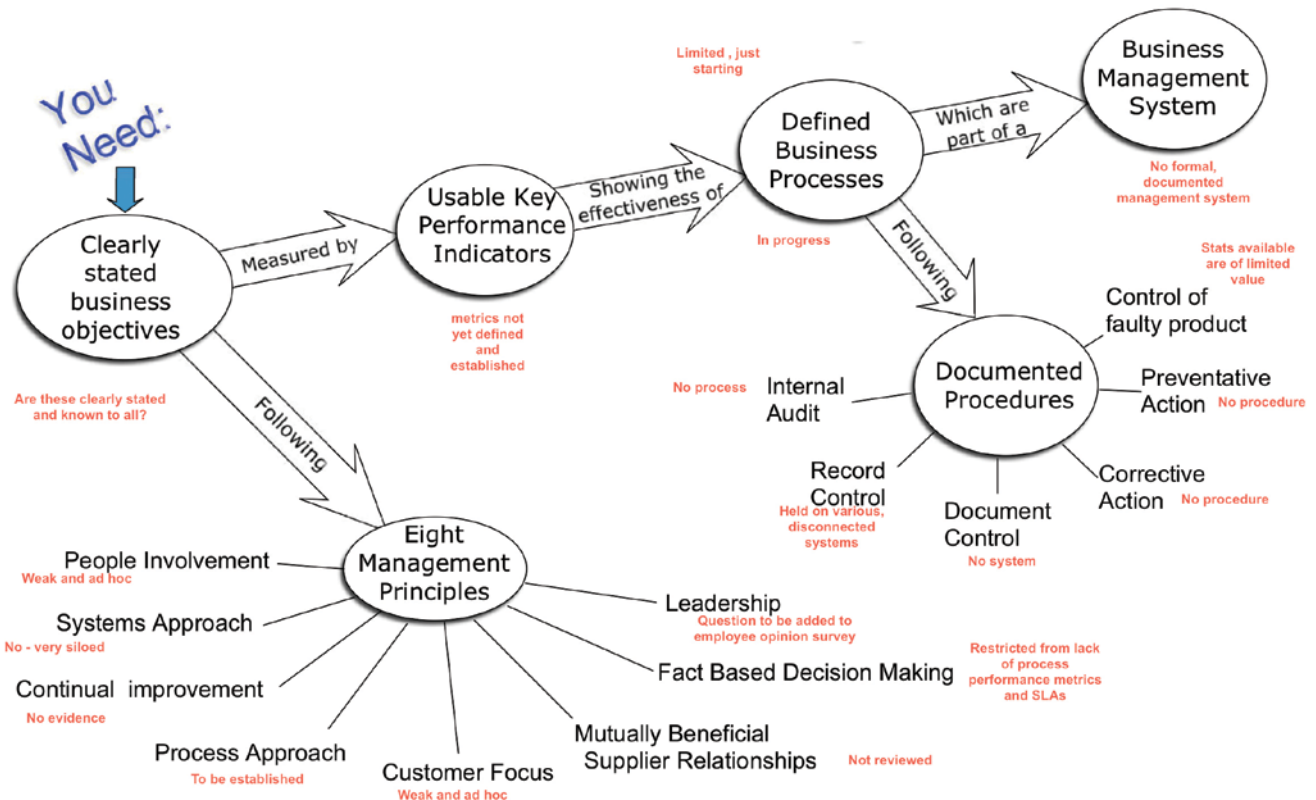 You
Need:
Clearly
stated
business
objectives
Are these clearly stated
and known to all?
Measured by
Usable Key
Performance
Indicators
metrics not
yet defined
and
established
Showing the
effectiveness of
Limited , just
starting
Defined
Business
Processes
In progress
Which are
part of a
Business
Management
System
No formal,
documented
management system
Following
Documented
Procedures
Stats available
are of limited
value
Control of
faulty product
Preventative
Action
No procedure
Corrective
Action
No procedure
Document
Control
No system
Record
Control
Held on various,
disconnected
systems
Internal
Audit
No process
Following
Eight
Management
Principles
People Involvement
Weak and ad hoc
Systems Approach
No - very siloed
Continual improvement
No evidence
Process Approach
To be established
Customer Focus
Weak and ad hoc
Mutually Beneficial
Supplier Relationships
Not reviewed
Fact Based Decision Making
Restricted from lack
of process
performance metrics
and SLAs
Leadership
Question to be added to
employee opinion survey